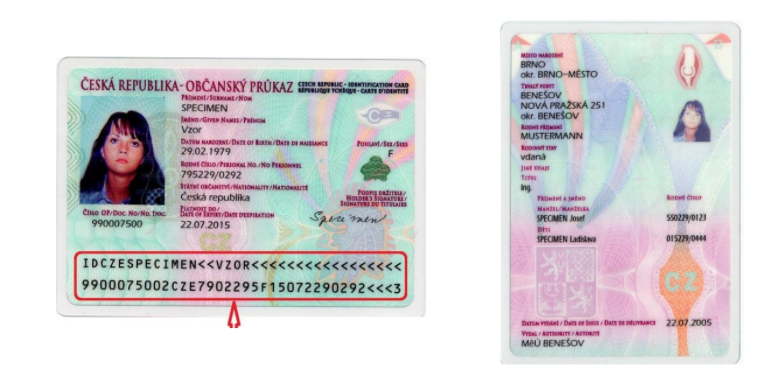 ČESKÁ REPUBLIKA - OBČANSKÝ PRŮKAZ CZECH REPUBLIC - IDENTIFICATION CARD
RÉPUBLIQUE TCHÈQUE - CARTE D'IDENTITÉ
PŘÍJMENÍ/SURNAME/NOM
SPECIMEN
JMÉNO/GIVEN NAMES/PRÉNOM
Vzor
DATUM NAROZENÍ/DATE OF BIRTH/DATE DE NAISSANCE
29.02.1979
POHLAVÍ/SEX/SEXE
F
RODNÉ ČÍSLO/PERSONAL NO./NO PERSONNEL
795229/0292
STÁTNÍ OBČANSTVÍ/NATIONALITY/NATIONALITÉ
Česká republika
PLATNOST DO/
DATE OF EXPIRY/DATE D'EXPIRATION
22.07.2015
PODPIS DRŽITELE/
HOLDER'S SIGNATURE/
SIGNATURE DU TITULAIRE
Specimen
ČÍSLO OP/DOC. NO/NO. DOC.
990007500
CZ
IDCZESPECIMEN<<VZOR<<<<<<<<<<<<<<<<<
9900075002CZE7902295F15072290292<<<3
MÍSTO NAROZENÍ
BRNO
okr. BRNO-MĚSTO
TRVALÝ POBYT
BENEŠOV
NOVÁ PRAŽSKÁ 251
okr. BENEŠOV
RODNÉ PŘÍJMENÍ
MUSTERMANN
RODINNÝ STAV
vdaná
JINÉ ÚDAJE
TITUL
Ing.
PŘÍJMENÍ A JMÉNO RODNÉ ČÍSLO
MANŽEL/MANŽELKA
SPECIMEN Josef 550229/0123
DĚTI
SPECIMEN Ladislava 015229/0444
CZ
DATUM VYDÁNÍ / DATE OF ISSUE / DATE DE DÉLIVRANCE 22.07.2005
VYDAL / AUTHORITY / AUTORITÉ
MěÚ BENEŠOV